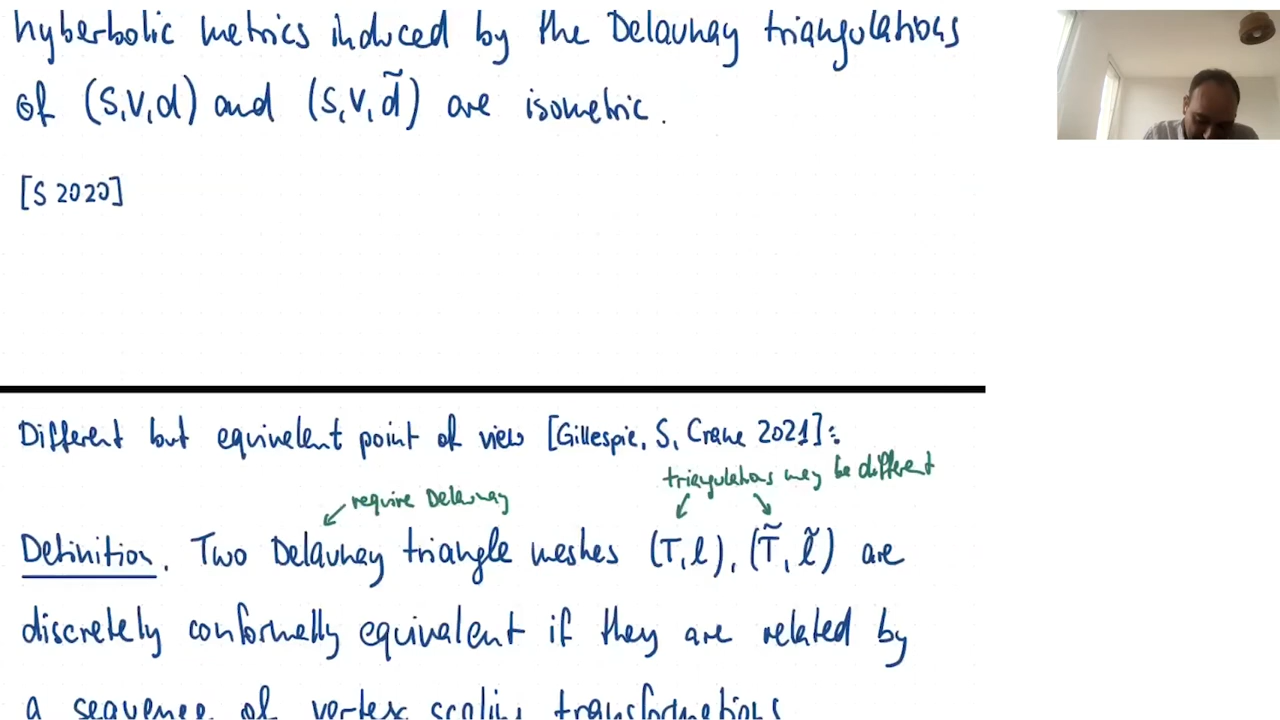 hyberbolic metrics induced by the Delaunay triangulations
of (S,V,d) and (S,V,d̃) are isometric.
[S 2020]
Different but equivalent point of view [Gillespie, S, Crane 2021]:
triangulations may be different
require Delaunay
Definition. Two Delaunay triangle meshes (T,l), (T̃, l̃) are
discretely conformally equivalent if they are related by
a sequence of vertex scaling transformations